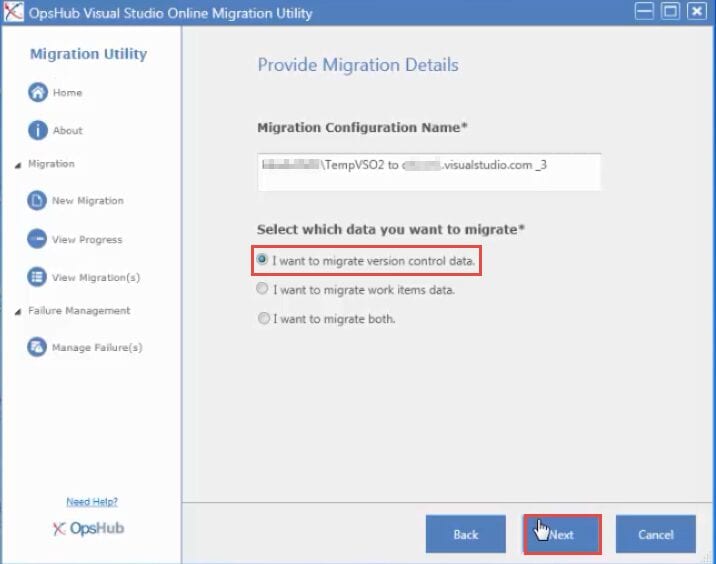 OpsHub Visual Studio Online Migration Utility
Migration Utility
Home
About
Migration
New Migration
View Progress
View Migration(s)
Failure Management
Manage Failure(s)
Need Help?
OpsHub
Provide Migration Details
Migration Configuration Name*
\TempVSO2 to .visualstudio.com _3
Select which data you want to migrate*
I want to migrate version control data.
I want to migrate work items data.
I want to migrate both.
Back
Next
Cancel